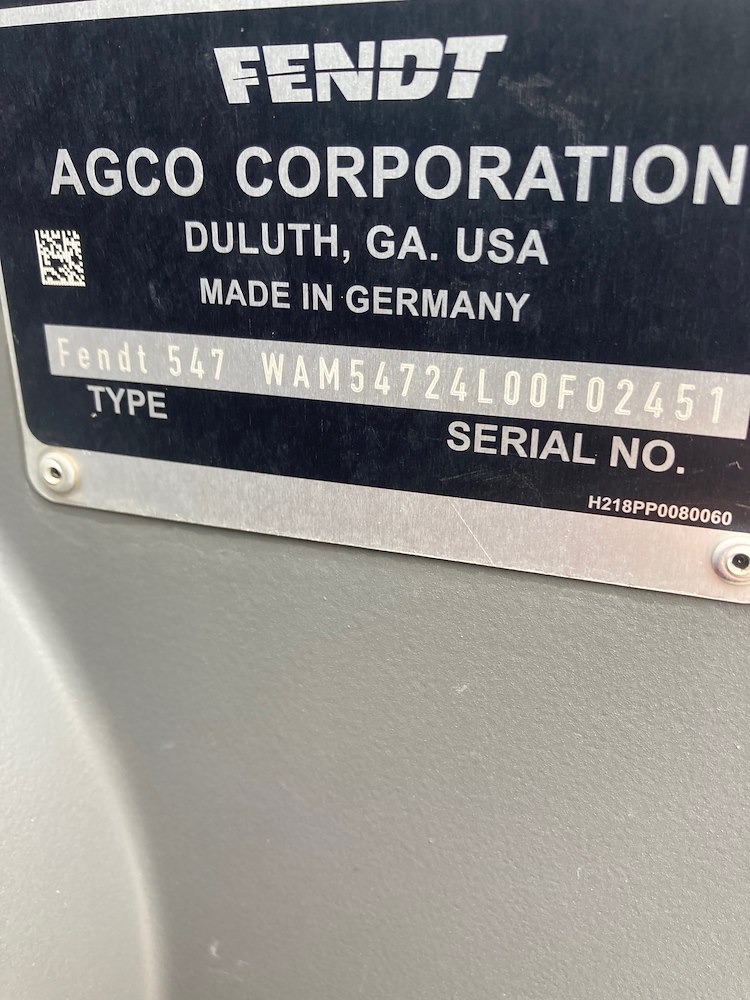 FENDT
AGCO CORPORATION
DULUTH, GA. USA
MADE IN GERMANY
Fendt 547 WAM54724L00F02451
TYPE
SERIAL NO.
H218PP0080060